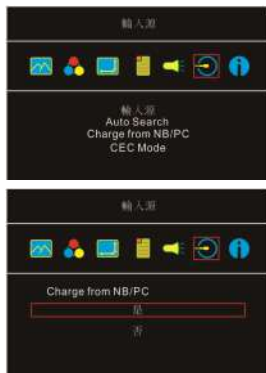 輸入源
輸入源
Auto Search
Charge from NB/PC
CEC Mode
輸入源
Charge from NB/PC
是
否